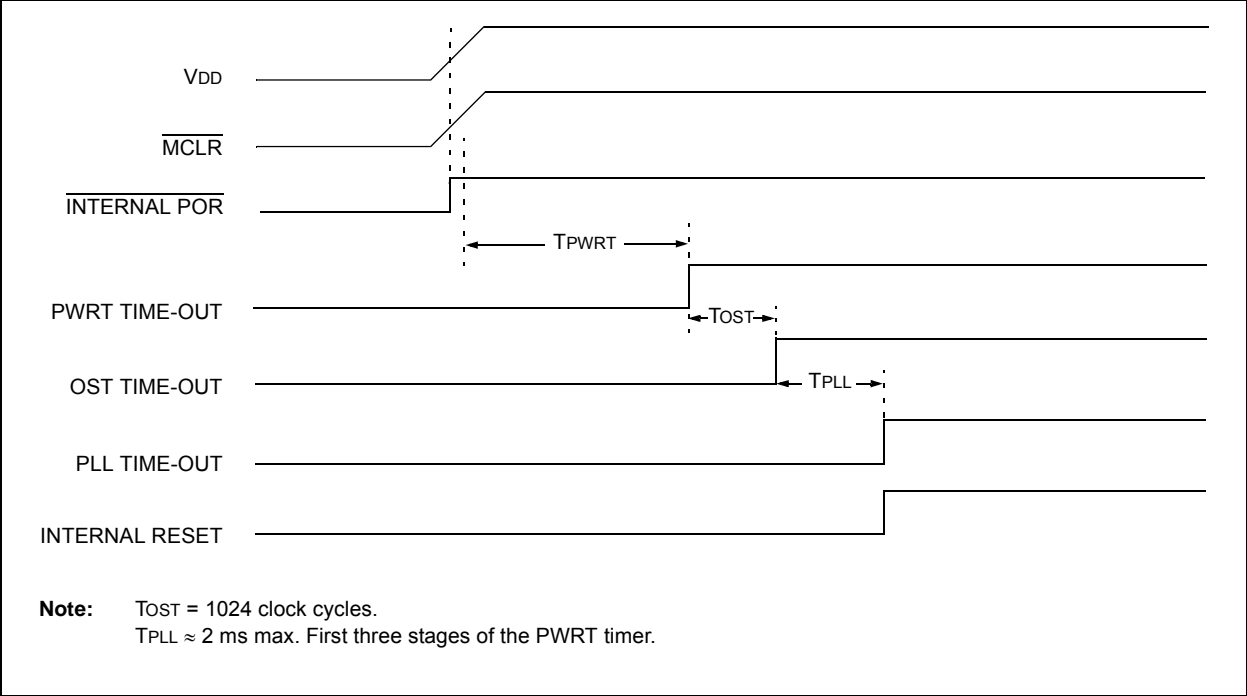 VDD
MCLR
INTERNAL POR
TPWRT
PWRT TIME-OUT
TOST
OST TIME-OUT
TPLL
PLL TIME-OUT
INTERNAL RESET
Note: TOST = 1024 clock cycles.
TPLL ≈ 2 ms max. First three stages of the PWRT timer.